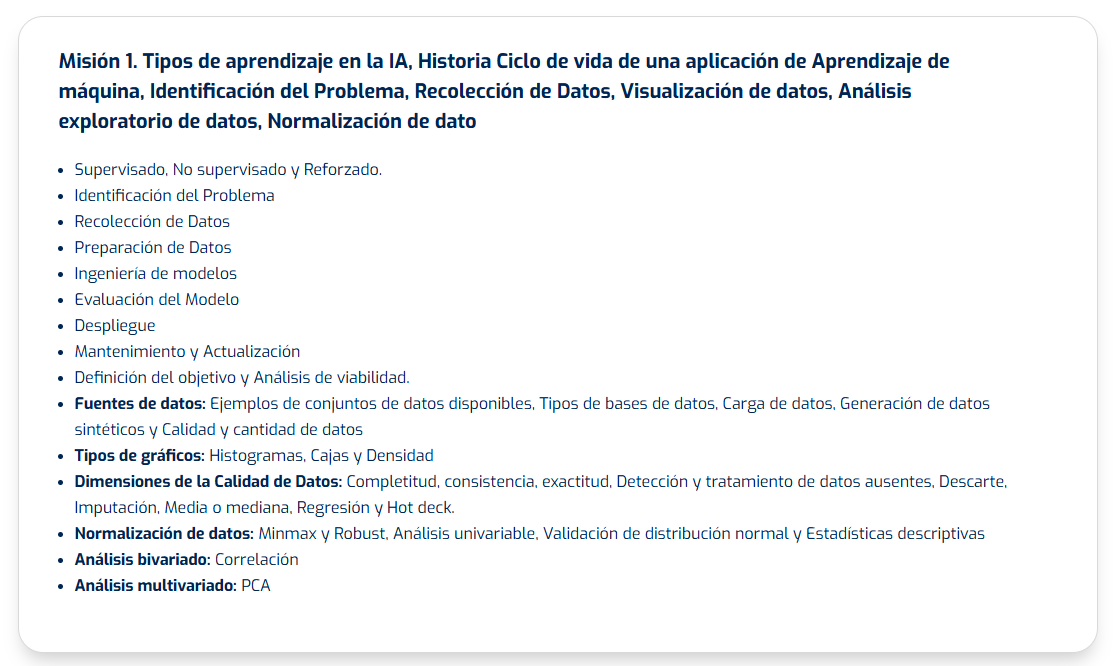 Misión 1. Tipos de aprendizaje en la IA, Historia Ciclo de vida de una aplicación de Aprendizaje de
máquina, Identificación del Problema, Recolección de Datos, Visualización de datos, Análisis
exploratorio de datos, Normalización de dato
• Supervisado, No supervisado y Reforzado.
• Identificación del Problema
• Recolección de Datos
• Preparación de Datos
• Ingeniería de modelos
• Evaluación del Modelo
• Despliegue
• Mantenimiento y Actualización
• Definición del objetivo y Análisis de viabilidad.
• Fuentes de datos: Ejemplos de conjuntos de datos disponibles, Tipos de bases de datos, Carga de datos, Generación de datos
sintéticos y Calidad y cantidad de datos
• Tipos de gráficos: Histogramas, Cajas y Densidad
• Dimensiones de la Calidad de Datos: Completitud, consistencia, exactitud, Detección y tratamiento de datos ausentes, Descarte,
Imputación, Media o mediana, Regresión y Hot deck.
• Normalización de datos: Minmax y Robust, Análisis univariable, Validación de distribución normal y Estadísticas descriptivas
• Análisis bivariado: Correlación
• Análisis multivariado: PCA